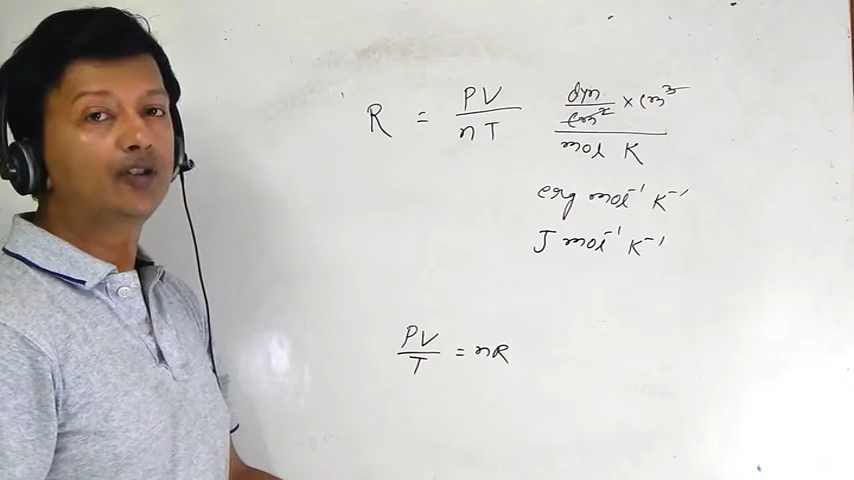 R = PV / nT   dyn / cm² × cm³ / mol K
erg mol⁻¹ K⁻¹
J mol⁻¹ K⁻¹
PV / T = nR